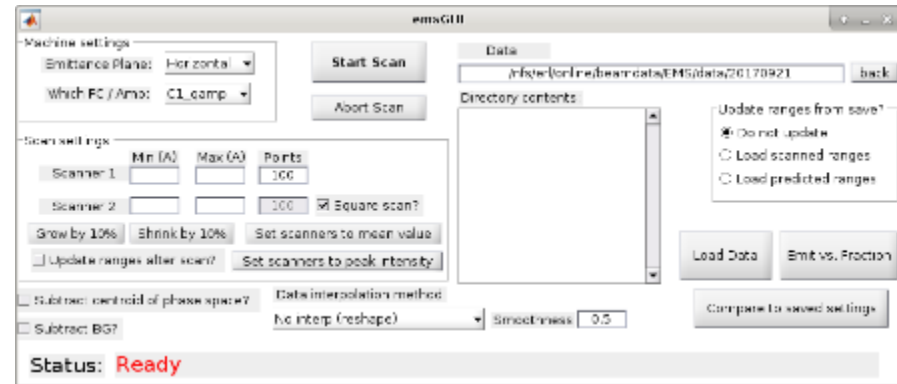 emsGUI
Machine settings
Emittance Plane: Horizontal
Which FC / Amp: C1_qamp
Start Scan
Abort Scan
Data
/nfs/erl/online/beamdata/EMS/data/20170921 back
Directory contents
Update ranges from save?
Do not update
Load scanned ranges
Load predicted ranges
Scan settings
Min (A) Max (A) Points
Scanner 1 100
Scanner 2 100 Square scan?
Grow by 10% Shrink by 10% Set scanners to mean value
Update ranges after scan? Set scanners to peak intensity
Load Data Emit vs. Fraction
Compare to saved settings
Subtract centroid of phase space?
Subtract BG?
Data interpolation method
No interp (reshape) Smoothness 0.5
Status: Ready